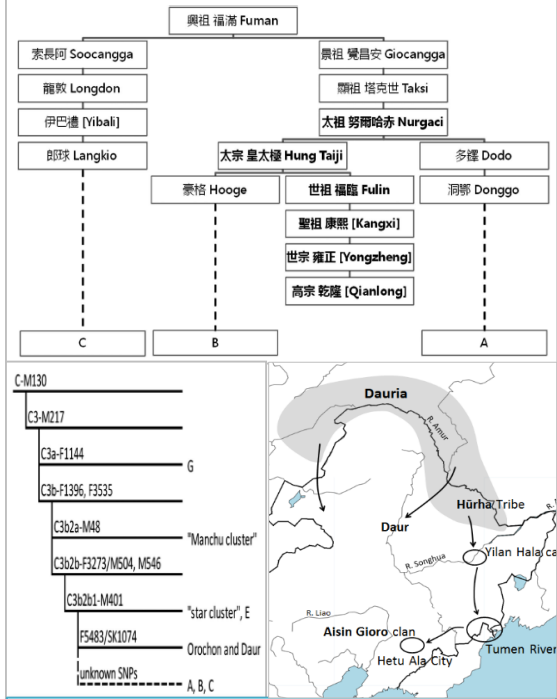 興祖 福滿 Fuman
索長阿 Soocangga
景祖 覺昌安 Giocangga
龍敦 Longdon
顯祖 塔克世 Taksi
伊巴禮 [Yibali]
太祖 努爾哈赤 Nurgaci
郎球 Langkio
太宗 皇太極 Hung Taiji
多鐸 Dodo
豪格 Hooge
世祖 福臨 Fulin
洞鄂 Donggo
聖祖 康熙 [Kangxi]
世宗 雍正 [Yongzheng]
高宗 乾隆 [Qianlong]
C
B
A
C-M130
C3-M217
C3a-F1144
G
C3b-F1396, F3535
C3b2a-M48
"Manchu cluster"
C3b2b-F3273/M504, M546
C3b2b1-M401
"star cluster", E
F5483/SK1074
Orochon and Daur
unknown SNPs
A, B, C
Dauria
R. Amur
Hūrha Tribe
Daur
Yilan Hala ca
R. Songhua
R. Liao
Aisin Gioro clan
Hetu Ala City
Tumen River